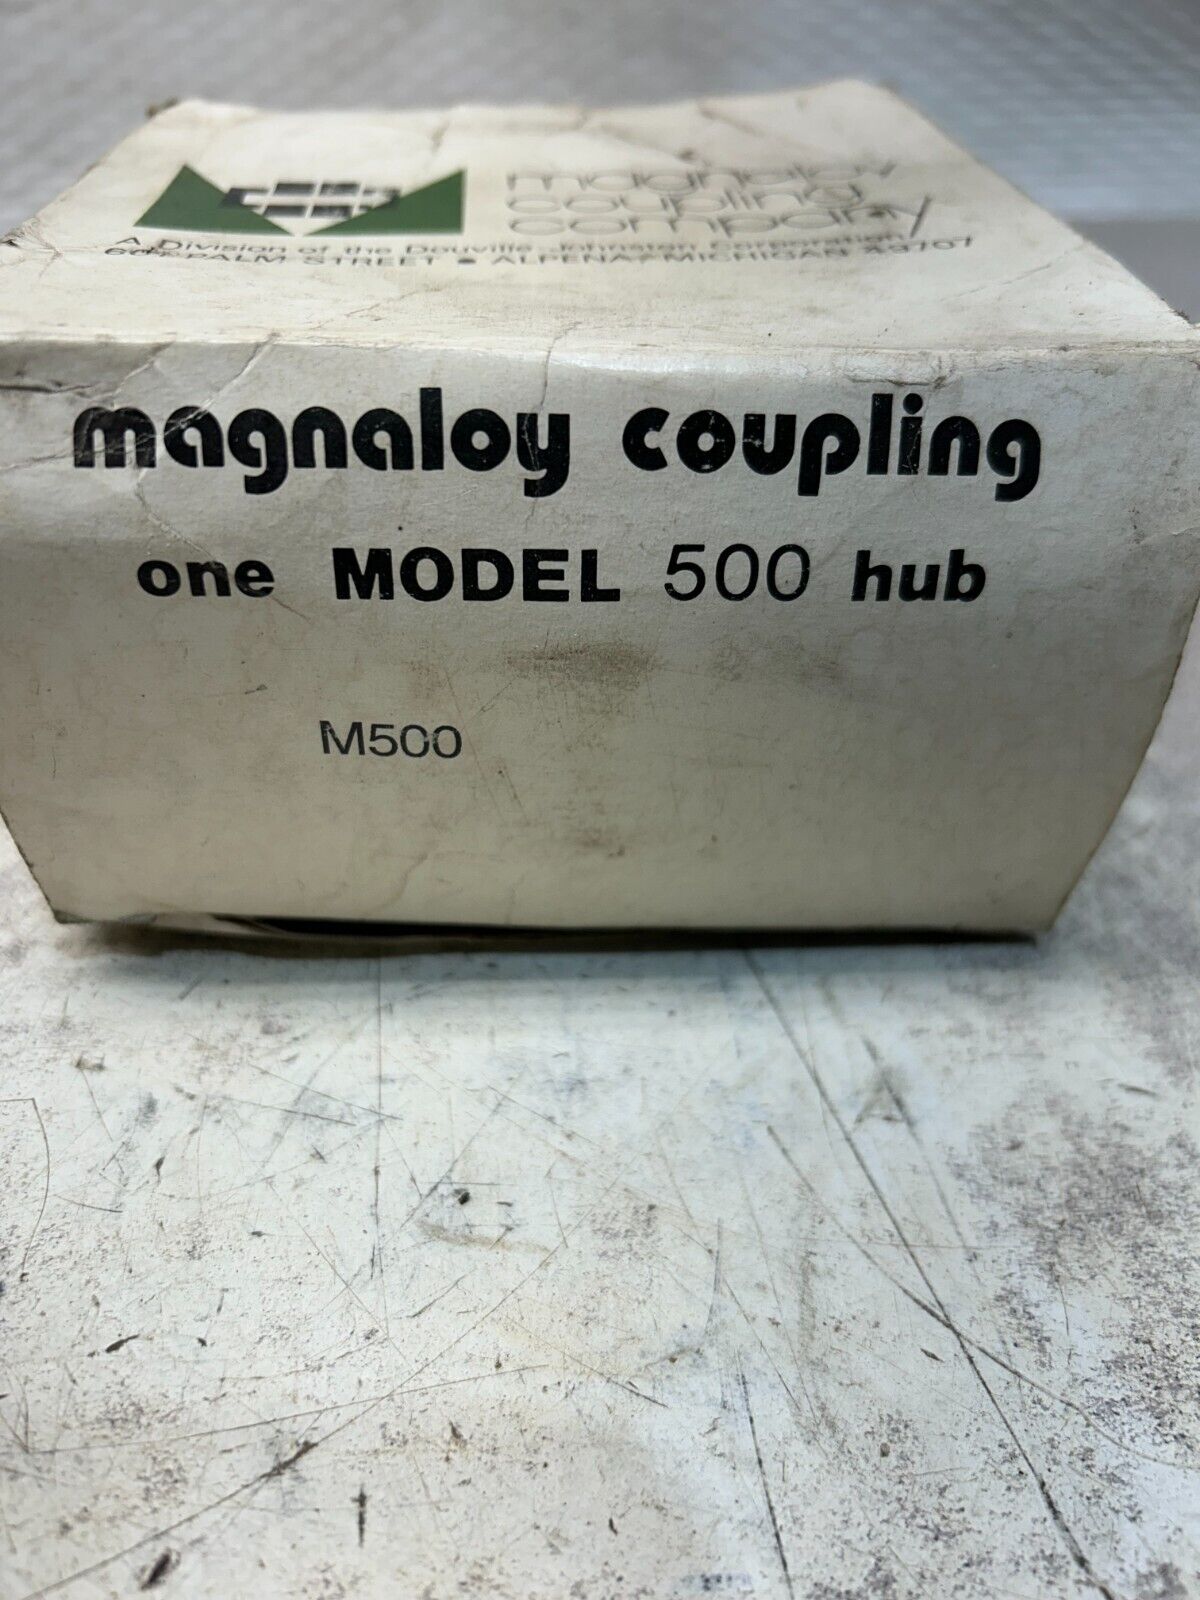 magnaloy
coupling
company
A Division of the Douville-Johnston Corporation
PALM STREET • ALPENA, MICHIGAN 49707
magnaloy coupling
one MODEL 500 hub
M500